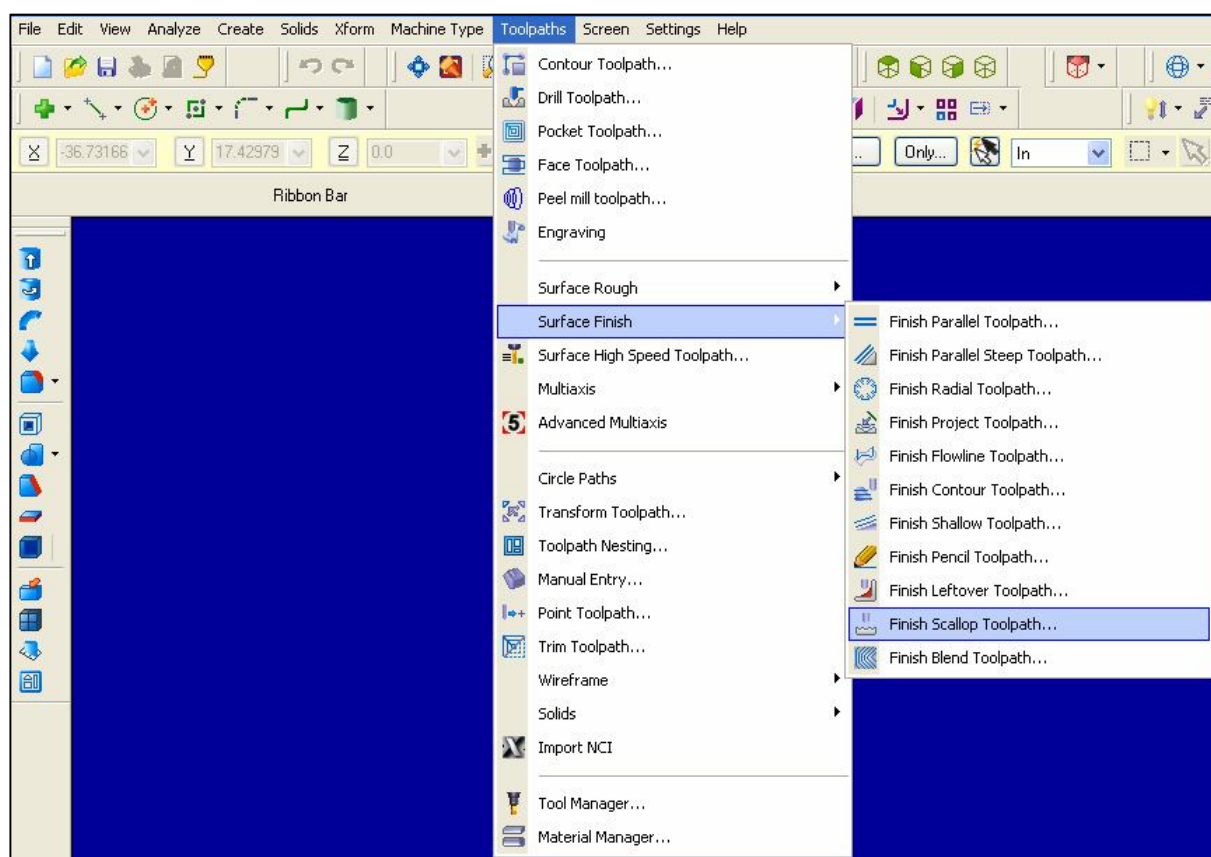 File Edit View Analyze Create Solids Xform Machine Type Toolpaths Screen Settings Help
X -36.73166 Y 17.42979 Z 0.0 .. Only... In
Ribbon Bar
Contour Toolpath...
Drill Toolpath...
Pocket Toolpath...
Face Toolpath...
Peel mill toolpath...
Engraving
Surface Rough
Surface Finish
Surface High Speed Toolpath...
Multiaxis
5 Advanced Multiaxis
Circle Paths
Transform Toolpath...
Toolpath Nesting...
Manual Entry...
Point Toolpath...
Trim Toolpath...
Wireframe
Solids
Import NCI
Tool Manager...
Material Manager...
Finish Parallel Toolpath...
Finish Parallel Steep Toolpath...
Finish Radial Toolpath...
Finish Project Toolpath...
Finish Flowline Toolpath...
Finish Contour Toolpath...
Finish Shallow Toolpath...
Finish Pencil Toolpath...
Finish Leftover Toolpath...
Finish Scallop Toolpath...
Finish Blend Toolpath...